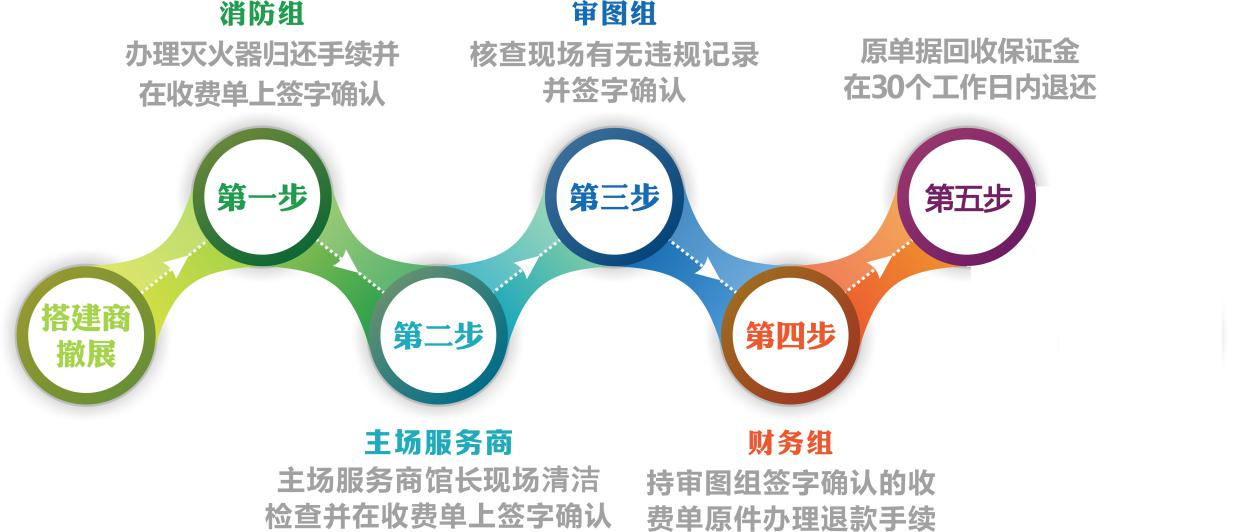 搭建商
撤展
消防组
办理灭火器归还手续并
在收费单上签字确认
第一步
第二步
主场服务商
主场服务商馆长现场清洁
检查并在收费单上签字确认
审图组
核查现场有无违规记录
并签字确认
第三步
第四步
财务组
持审图组签字确认的收
费单原件办理退款手续
原单据回收保证金
在30个工作日内退还
第五步